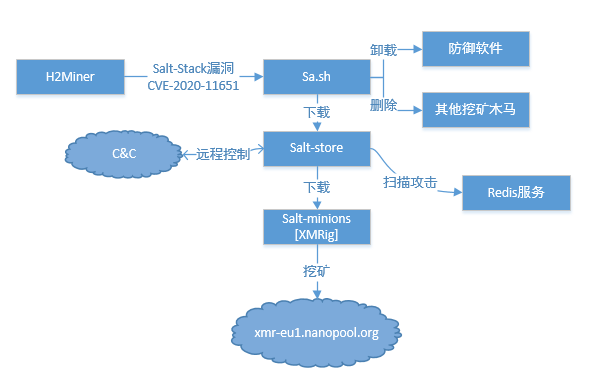 H2Miner
Salt-Stack漏洞
CVE-2020-11651
Sa.sh
卸载
防御软件
删除
其他挖矿木马
下载
C&C
远程控制
Salt-store
扫描攻击
Redis服务
下载
Salt-minions
[XMRig]
挖矿
xmr-eu1.nanopool.org